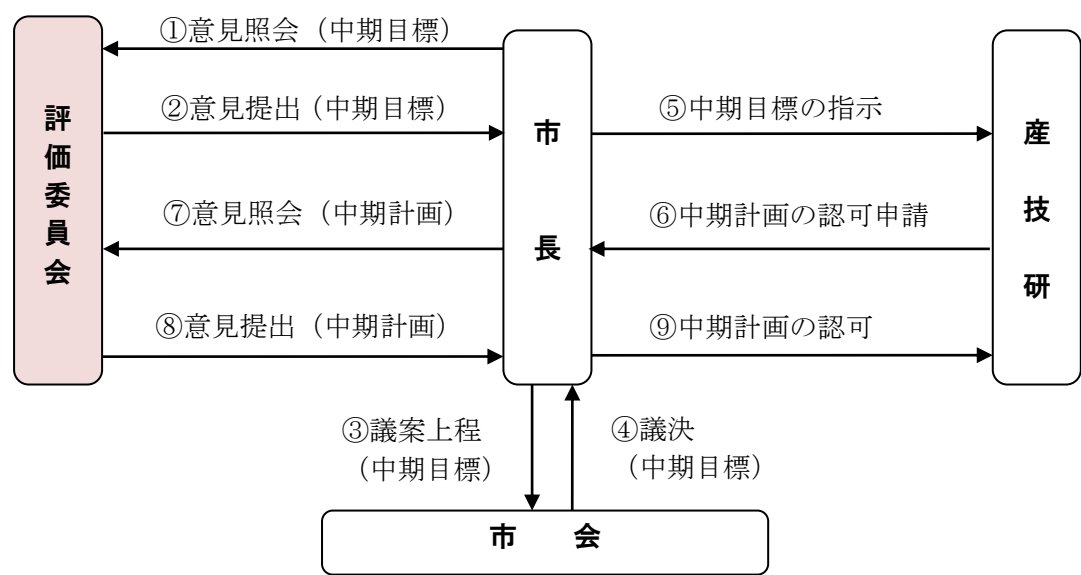 ①意見照会（中期目標）
②意見提出（中期目標）
⑤中期目標の指示
評価委員会
市長
産技研
⑦意見照会（中期計画）
⑥中期計画の認可申請
⑧意見提出（中期計画）
⑨中期計画の認可
③議案上程
（中期目標）
④議決
（中期目標）
市　会